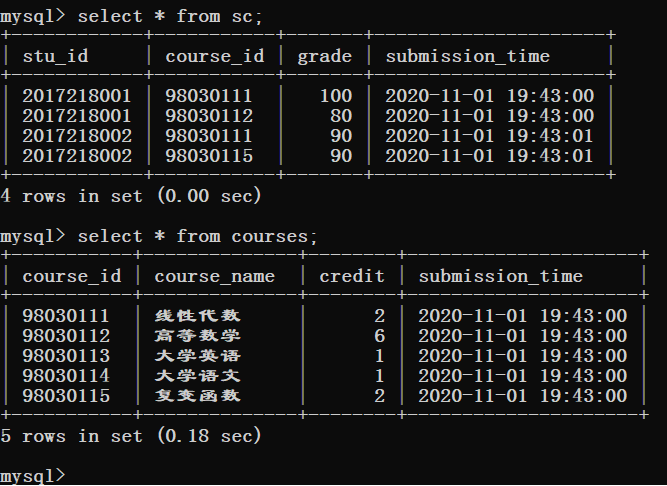 mysql> select * from sc;
+------------+-----------+-------+---------------------+
| stu_id     | course_id | grade | submission_time     |
+------------+-----------+-------+---------------------+
| 2017218001 | 98030111  |   100 | 2020-11-01 19:43:00 |
| 2017218001 | 98030112  |    80 | 2020-11-01 19:43:00 |
| 2017218002 | 98030111  |    90 | 2020-11-01 19:43:01 |
| 2017218002 | 98030115  |    90 | 2020-11-01 19:43:01 |
+------------+-----------+-------+---------------------+
4 rows in set (0.00 sec)
mysql> select * from courses;
+-----------+--------------+--------+---------------------+
| course_id | course_name  | credit | submission_time     |
+-----------+--------------+--------+---------------------+
| 98030111  | 线性代数     |      2 | 2020-11-01 19:43:00 |
| 98030112  | 高等数学     |      6 | 2020-11-01 19:43:00 |
| 98030113  | 大学英语     |      1 | 2020-11-01 19:43:00 |
| 98030114  | 大学语文     |      1 | 2020-11-01 19:43:00 |
| 98030115  | 复变函数     |      2 | 2020-11-01 19:43:00 |
+-----------+--------------+--------+---------------------+
5 rows in set (0.18 sec)
mysql>